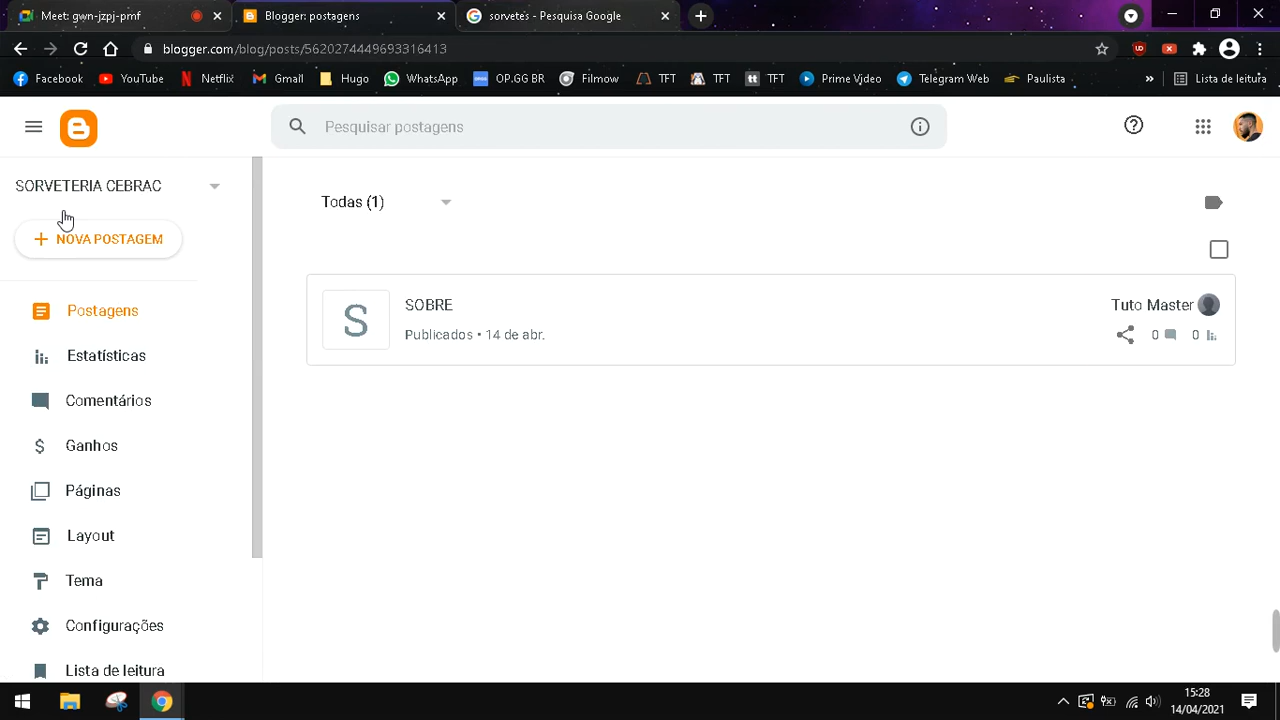 Meet: gwn-jzpj-pmf
Blogger: postagens
sorvetes - Pesquisa Google
blogger.com/blog/posts/5620274449693316413
Facebook
YouTube
Netflix
Gmail
Hugo
WhatsApp
OP.GG BR
Filmow
TFT
TFT
TFT
Prime Video
Telegram Web
Paulista
»
Lista de leitura
Pesquisar postagens
SORVETERIA CEBRAC
Todas (1)
+ NOVA POSTAGEM
Postagens
S
SOBRE
Tuto Master
Publicados • 14 de abr.
0
0
Estatísticas
Comentários
Ganhos
Páginas
Layout
Tema
Configurações
Lista de leitura
15:28
14/04/2021